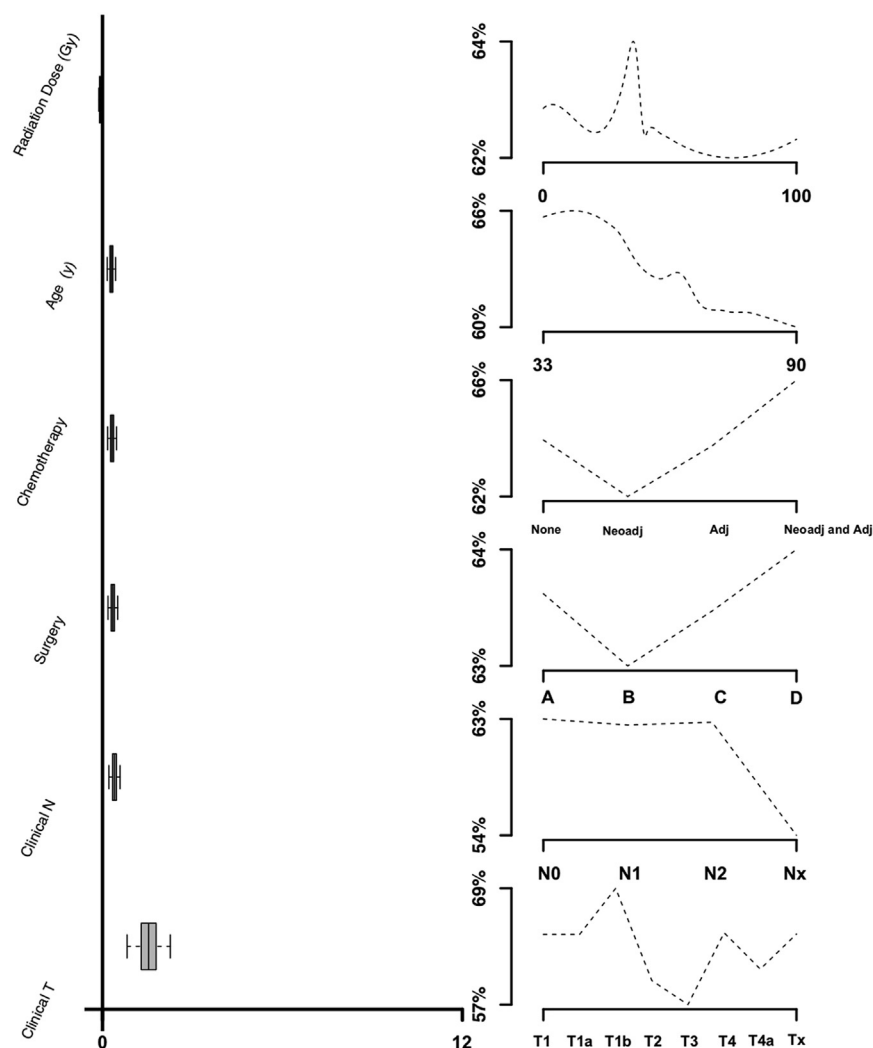 Radiation Dose (Gy)
64%
62%
0 100
Age (y)
66%
60%
33 90
Chemotherapy
66%
62%
None Neoadj Adj Neoadj and Adj
Surgery
64%
63%
A B C D
Clinical N
63%
54%
N0 N1 N2 Nx
Clinical T
69%
57%
T1 T1a T1b T2 T3 T4 T4a Tx
0 12